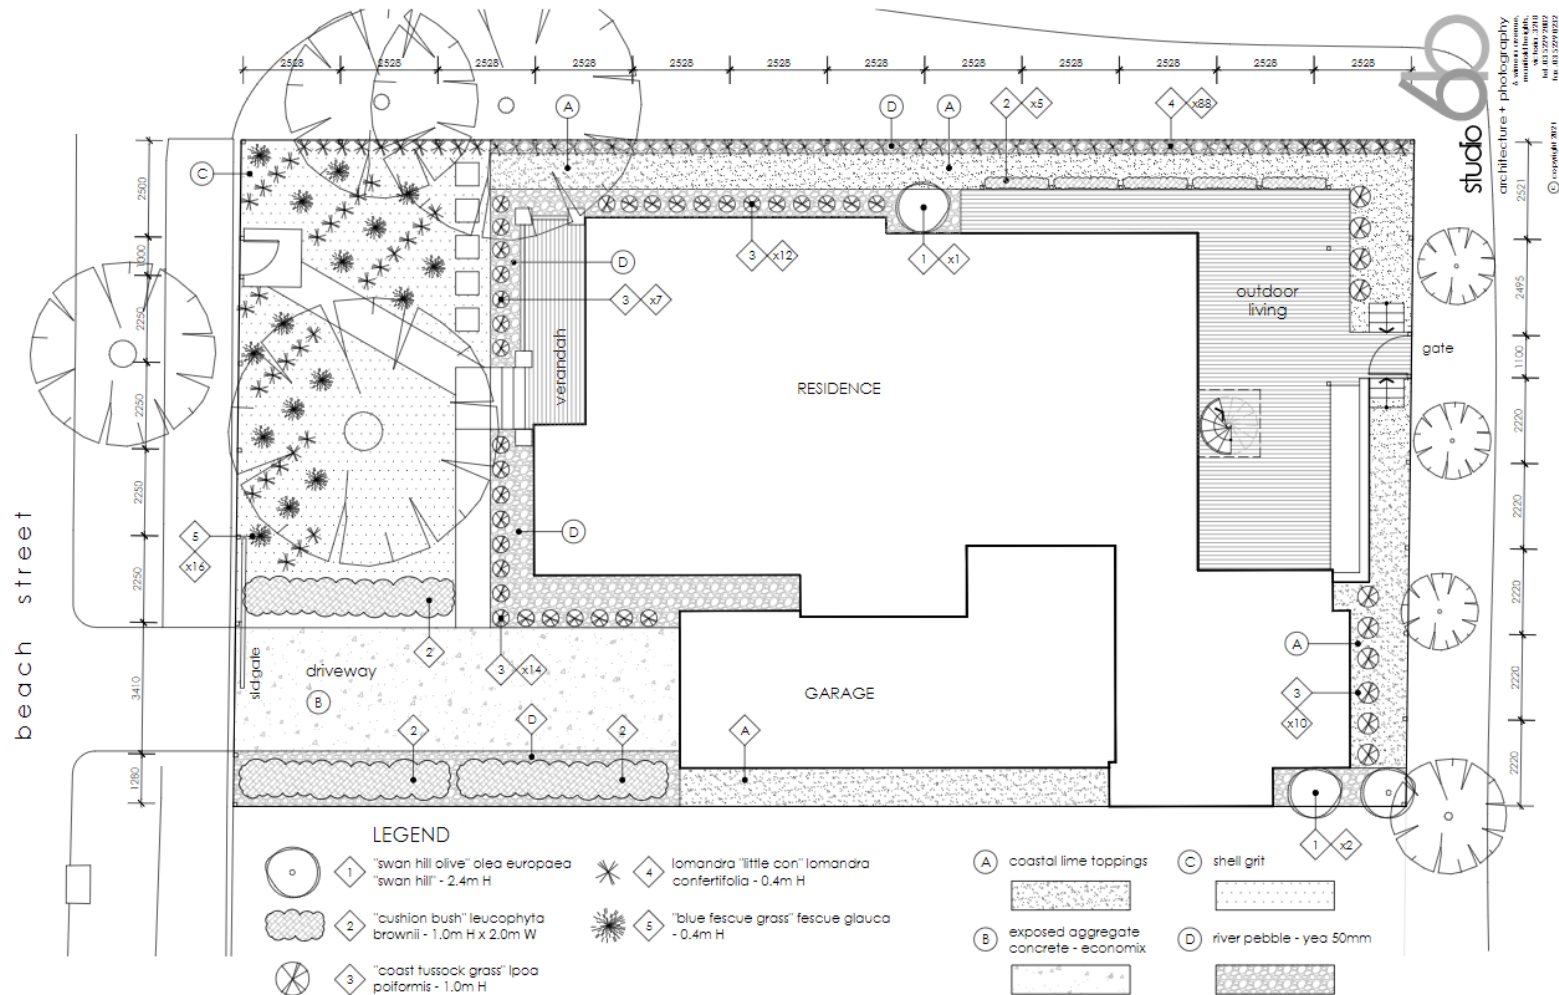 2528 2528 2528 2528 2528 2528 2528 2528 2528 2528 2528 2528
studio
60
architecture + photography
© copyright 2021
A
D
A
2 x5
4 x88
C
2500
1000
2250
2250
2250
2250
3410
1280
2521
2495
1100
2220
2220
2220
2220
2220
3 x12
1 x1
D
3 x7
verandah
outdoor
living
gate
RESIDENCE
beach street
5
x16
D
2
3 x14
sld gate
driveway
B
2
D
2
A
GARAGE
A
3
x10
1 x2
LEGEND
1 "swan hill olive" olea europaea
"swan hill" - 2.4m H
2 "cushion bush" leucophyta
brownii - 1.0m H x 2.0m W
3 "coast tussock grass" lpoa
poiformis - 1.0m H
4 lomandra "little con" lomandra
confertifolia - 0.4m H
5 "blue fescue grass" fescue glauca
- 0.4m H
A coastal lime toppings
B exposed aggregate
concrete - economix
C shell grit
D river pebble - yea 50mm